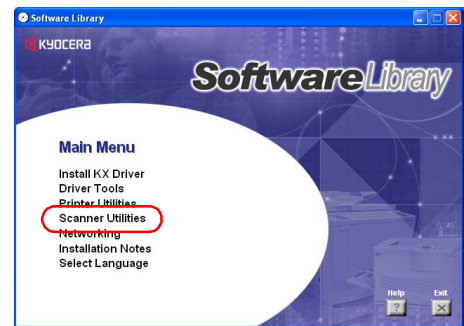 Software Library
KYOCERA
SoftwareLibrary
Main Menu
Install KX Driver
Driver Tools
Printer Utilities
Scanner Utilities
Networking
Installation Notes
Select Language
Help Exit
?